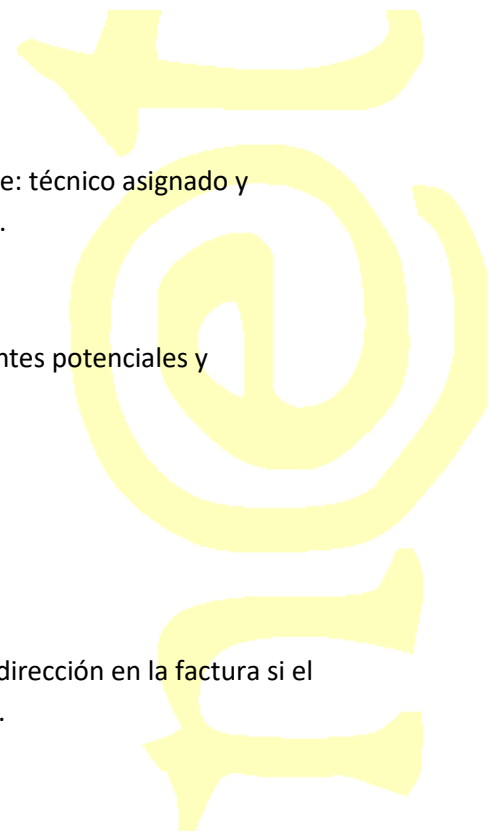 e: técnico asignado y
.
ntes potenciales y
dirección en la factura si el
.
n@t